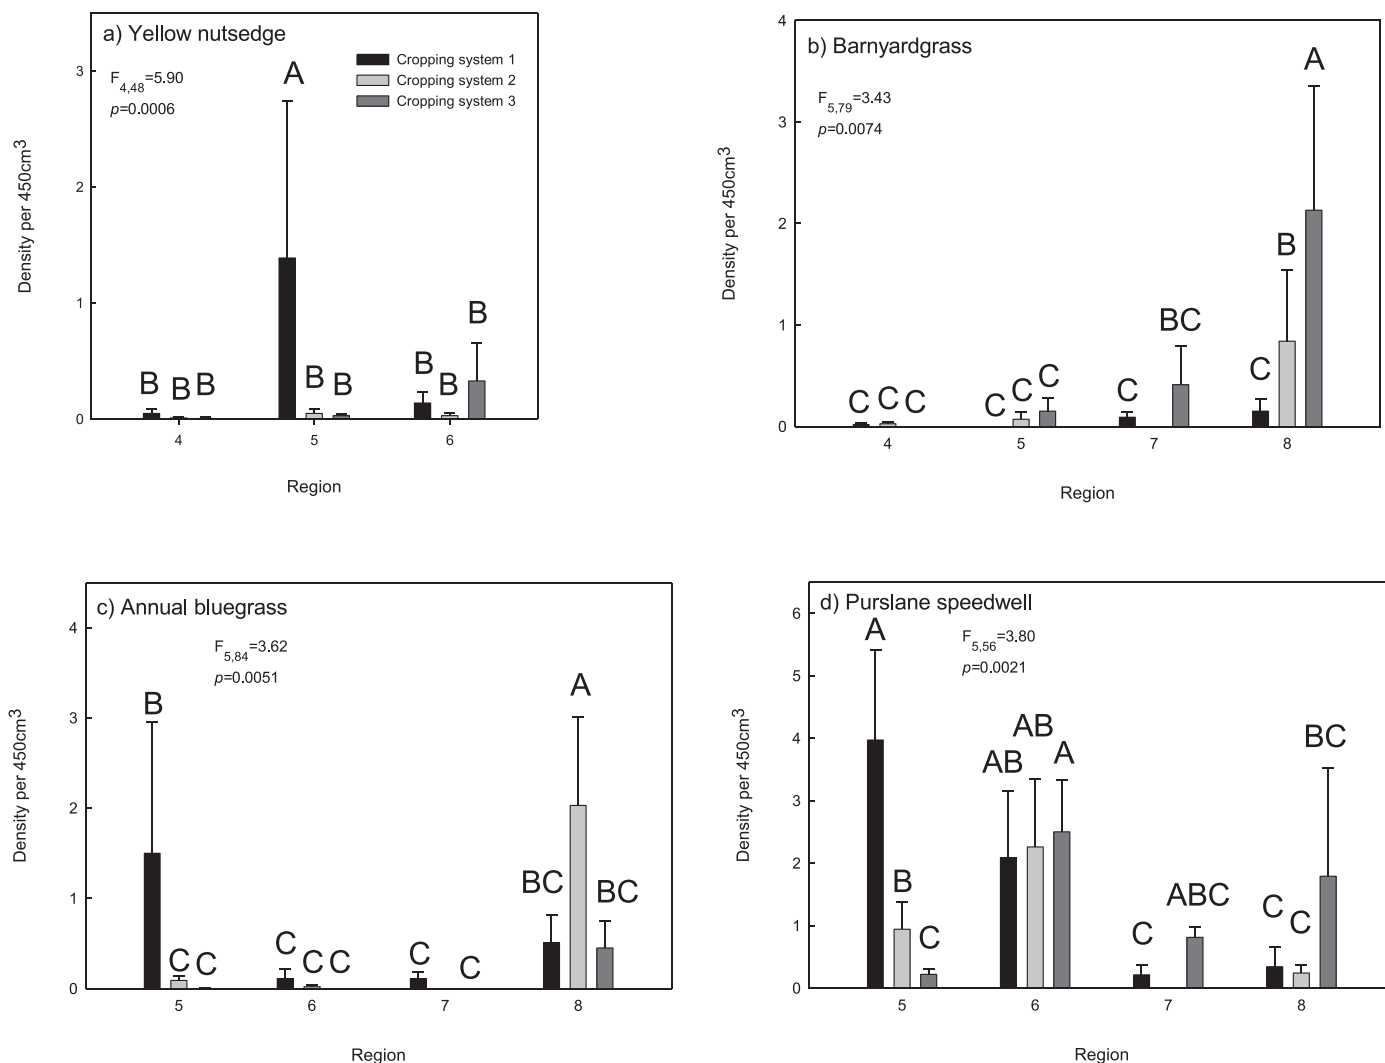 a) Yellow nutsedge
F4,48=5.90
p=0.0006
Cropping system 1
Cropping system 2
Cropping system 3
Density per 450cm3
3
2
1
0
B
B
B
A
B
B
B
B
B
4
5
6
Region
b) Barnyardgrass
F5,79=3.43
p=0.0074
Density per 450cm3
4
3
2
1
0
C
C
C
C
C
C
C
BC
C
B
A
4
5
7
8
Region
c) Annual bluegrass
F5,84=3.62
p=0.0051
Density per 450cm3
4
3
2
1
0
B
C
C
C
C
C
C
C
BC
A
BC
5
6
7
8
Region
d) Purslane speedwell
F5,56=3.80
p=0.0021
Density per 450cm3
6
5
4
3
2
1
0
A
B
C
AB
AB
A
C
ABC
C
C
BC
5
6
7
8
Region